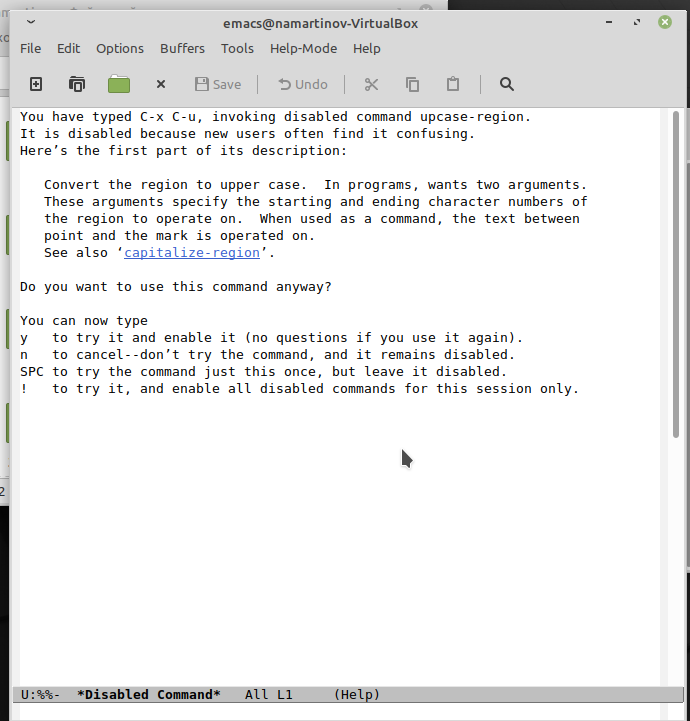 emacs@namartinov-VirtualBox
File Edit Options Buffers Tools Help-Mode Help
Save Undo
You have typed C-x C-u, invoking disabled command upcase-region.
It is disabled because new users often find it confusing.
Here’s the first part of its description:
Convert the region to upper case.  In programs, wants two arguments.
These arguments specify the starting and ending character numbers of
the region to operate on.  When used as a command, the text between
point and the mark is operated on.
See also ‘capitalize-region’.
Do you want to use this command anyway?
You can now type
y   to try it and enable it (no questions if you use it again).
n   to cancel--don’t try the command, and it remains disabled.
SPC to try the command just this once, but leave it disabled.
!   to try it, and enable all disabled commands for this session only.
2
U:%%-  *Disabled Command*   All L1     (Help)